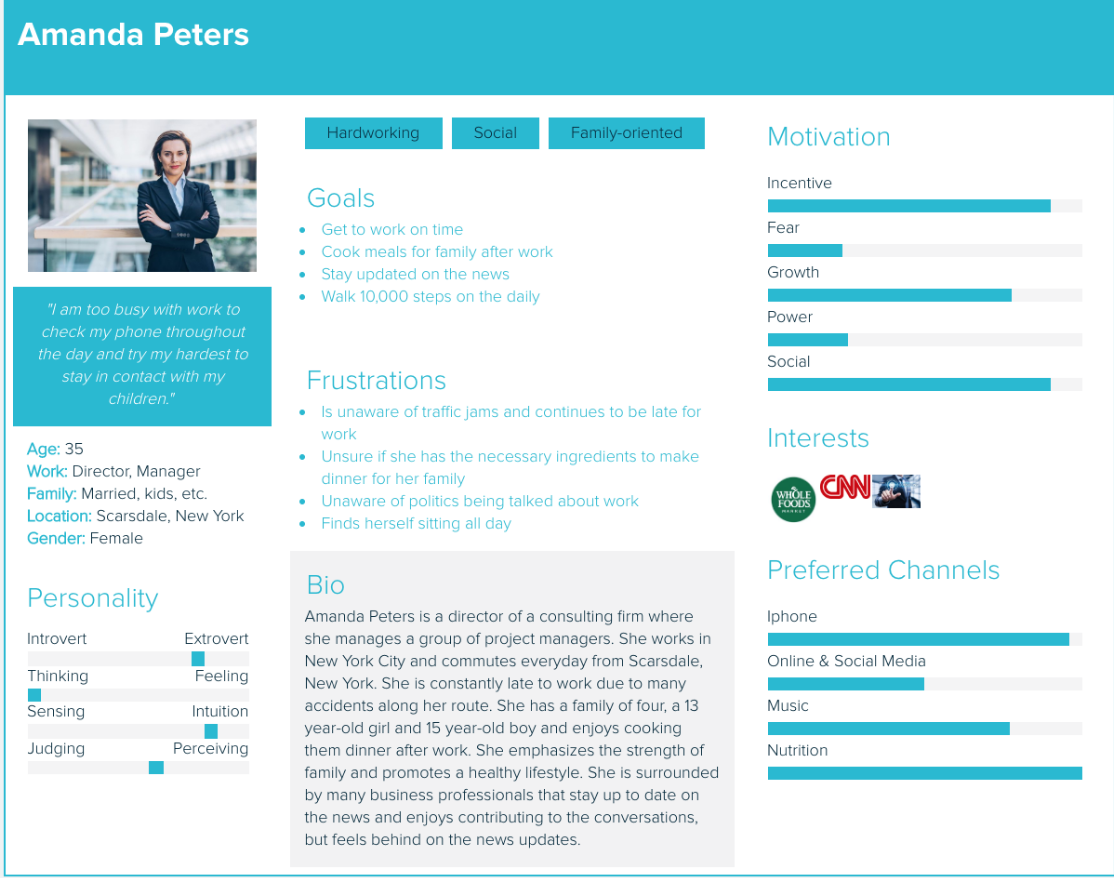 Amanda Peters
"I am too busy with work to
check my phone throughout
the day and try my hardest to
stay in contact with my
children."
Age: 35
Work: Director, Manager
Family: Married, kids, etc.
Location: Scarsdale, New York
Gender: Female
Personality
Introvert Extrovert
Thinking Feeling
Sensing Intuition
Judging Perceiving
Hardworking Social Family-oriented
Goals
Get to work on time
Cook meals for family after work
Stay updated on the news
Walk 10,000 steps on the daily
Frustrations
Is unaware of traffic jams and continues to be late for
work
Unsure if she has the necessary ingredients to make
dinner for her family
Unaware of politics being talked about work
Finds herself sitting all day
Bio
Amanda Peters is a director of a consulting firm where
she manages a group of project managers. She works in
New York City and commutes everyday from Scarsdale,
New York. She is constantly late to work due to many
accidents along her route. She has a family of four, a 13
year-old girl and 15 year-old boy and enjoys cooking
them dinner after work. She emphasizes the strength of
family and promotes a healthy lifestyle. She is surrounded
by many business professionals that stay up to date on
the news and enjoys contributing to the conversations,
but feels behind on the news updates.
Motivation
Incentive
Fear
Growth
Power
Social
Interests
WHOLE
FOODS
MARKET
CNN
Preferred Channels
Iphone
Online & Social Media
Music
Nutrition